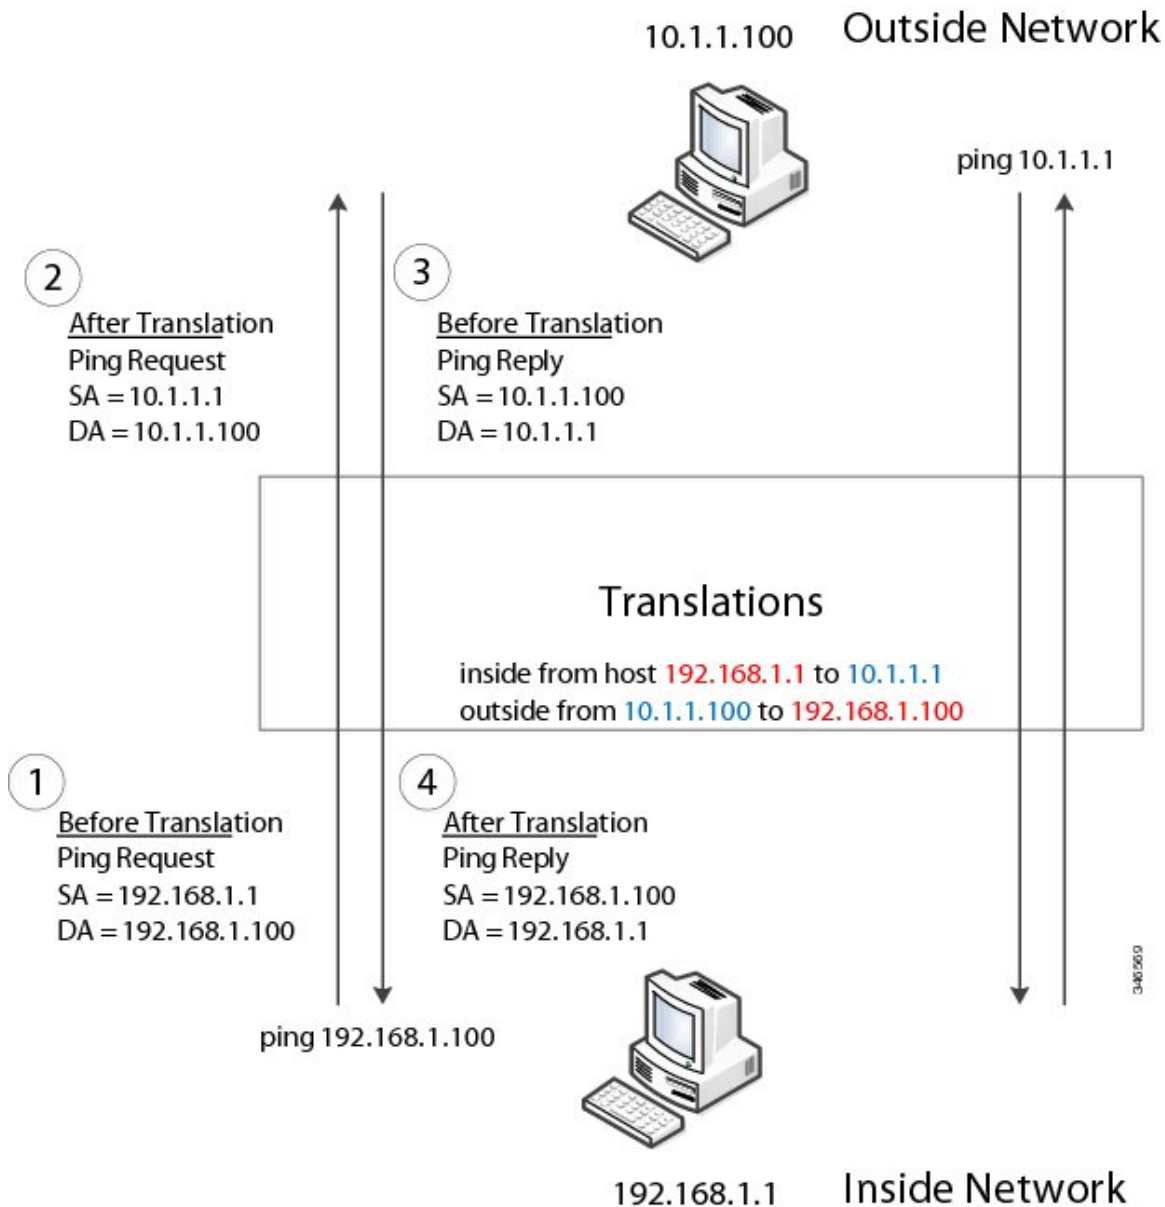 10.1.1.100
Outside Network
ping 10.1.1.1
2
After Translation
Ping Request
SA = 10.1.1.1
DA = 10.1.1.100
3
Before Translation
Ping Reply
SA = 10.1.1.100
DA = 10.1.1.1
Translations
inside from host 192.168.1.1 to 10.1.1.1
outside from 10.1.1.100 to 192.168.1.100
1
Before Translation
Ping Request
SA = 192.168.1.1
DA = 192.168.1.100
4
After Translation
Ping Reply
SA = 192.168.1.100
DA = 192.168.1.1
346569
ping 192.168.1.100
192.168.1.1
Inside Network